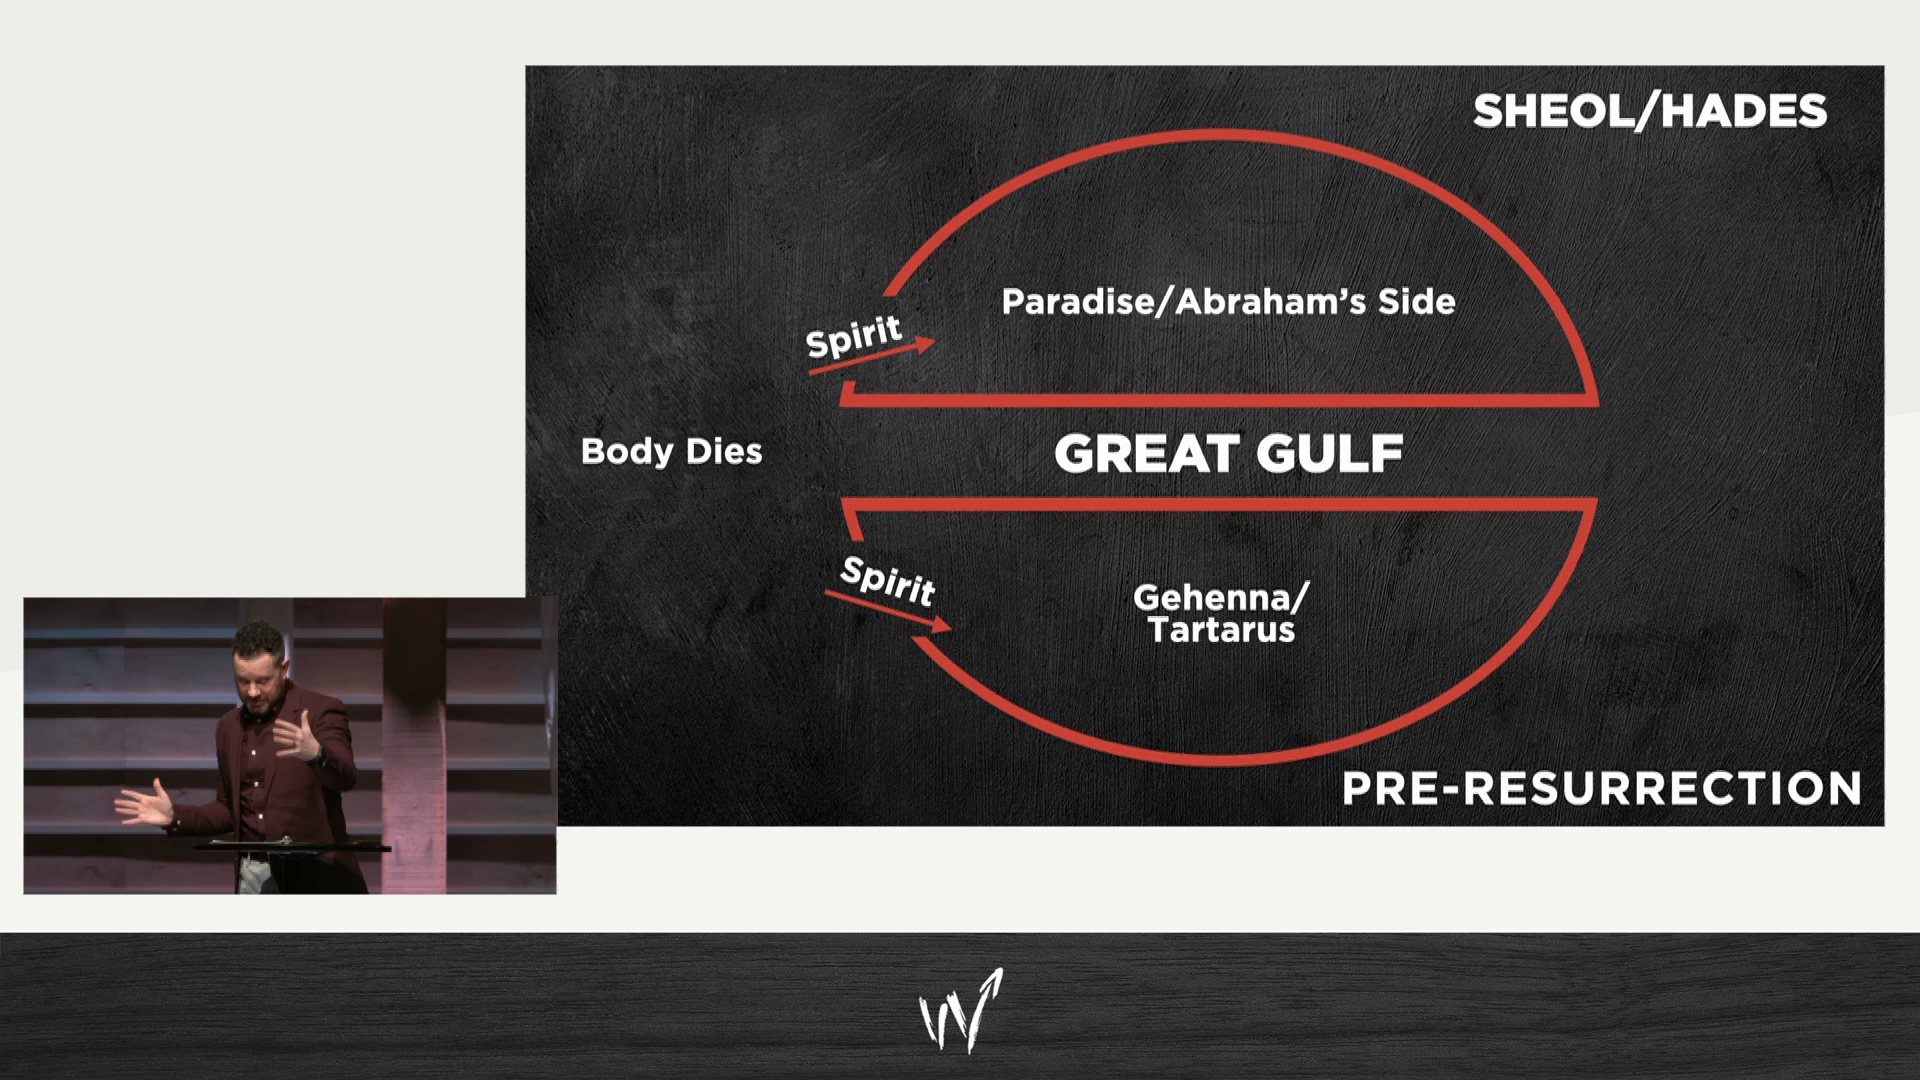 SHEOL/HADES
Paradise/Abraham's Side
Spirit
Body Dies
GREAT GULF
Spirit
Gehenna/
Tartarus
PRE-RESURRECTION